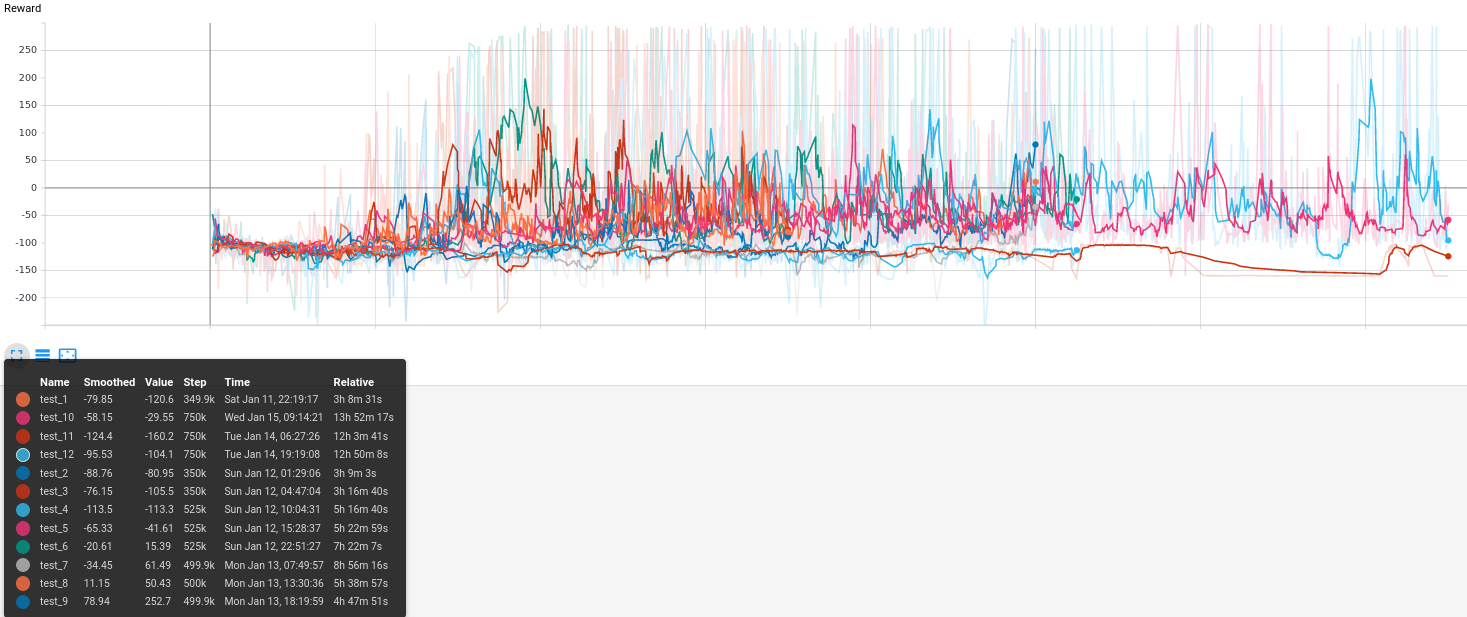 Reward
250
200
150
100
50
0
-50
-100
-150
-200
Name Smoothed Value Step Time Relative
test_1 -79.85 -120.6 349.9k Sat Jan 11, 22:19:17 3h 8m 31s
test_10 -58.15 -29.55 750k Wed Jan 15, 09:14:21 13h 52m 17s
test_11 -124.4 -160.2 750k Tue Jan 14, 06:27:26 12h 3m 41s
test_12 -95.53 -104.1 750k Tue Jan 14, 19:19:08 12h 50m 8s
test_2 -88.76 -80.95 350k Sun Jan 12, 01:29:06 3h 9m 3s
test_3 -76.15 -105.5 350k Sun Jan 12, 04:47:04 3h 16m 40s
test_4 -113.5 -113.3 525k Sun Jan 12, 10:04:31 5h 16m 40s
test_5 -65.33 -41.61 525k Sun Jan 12, 15:28:37 5h 22m 59s
test_6 -20.61 15.39 525k Sun Jan 12, 22:51:27 7h 22m 7s
test_7 -34.45 61.49 499.9k Mon Jan 13, 07:49:57 8h 56m 16s
test_8 11.15 50.43 500k Mon Jan 13, 13:30:36 5h 38m 57s
test_9 78.94 252.7 499.9k Mon Jan 13, 18:19:59 4h 47m 51s